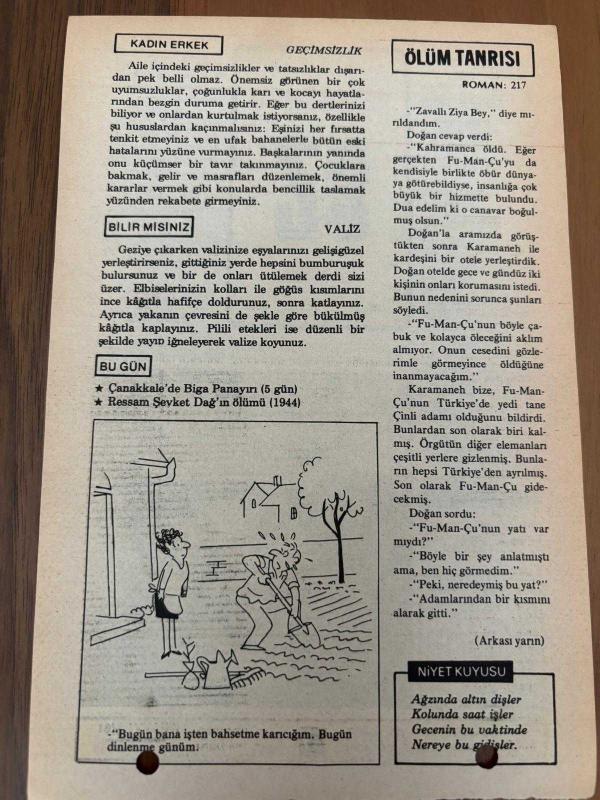 KADIN ERKEK
GEÇİMSİZLİK
Aile içindeki geçimsizlikler ve tatsızlıklar dışarı-
dan pek belli olmaz. Önemsiz görünen bir çok
uyumsuzluklar, çoğunlukla karı ve kocayı hayatla-
rından bezgin duruma getirir. Eğer bu dertlerinizi
biliyor ve onlardan kurtulmak istiyorsanız, özellikle
şu hususlardan kaçınmalısınız: Eşinizi her fırsatta
tenkit etmeyiniz ve en ufak bahanelerle bütün eski
hatalarını yüzüne vurmayınız. Başkalarının yanında
onu küçümser bir tavır takınmayınız. Çocuklara
bakmak, gelir ve masrafları düzenlemek, önemli
kararlar vermek gibi konularda bencillik taslamak
yüzünden rekabete girmeyiniz.
BİLİR MİSİNİZ
VALİZ
Geziye çıkarken valizinize eşyalarınızı gelişigüzel
yerleştirirseniz, gittiğiniz yerde hepsini bumburuşuk
bulursunuz ve bir de onları ütülemek derdi sizi
üzer. Elbiselerinizin kolları ile göğüs kısımlarını
ince kâğıtla hafifçe doldurunuz, sonra katlayınız.
Ayrıca yakanın çevresini de şekle göre bükülmüş
kâğıtla kaplayınız. Pilili etekleri ise düzenli bir
şekilde yayıp iğneleyerek valize koyunuz.
BU GÜN
★ Çanakkale'de Biga Panayırı (5 gün)
★ Ressam Şevket Dağ'ın ölümü (1944)
-"Bugün bana işten bahsetme karıcığım. Bugün
dinlenme günüm.
ÖLÜM TANRISI
ROMAN: 217
-"Zavallı Ziya Bey," diye mı-
rıldandım.
Doğan cevap verdi:
-"Kahramanca öldü. Eğer
gerçekten Fu-Man-Çu'yu da
kendisiyle birlikte öbür dünya-
ya götürebildiyse, insanlığa çok
büyük bir hizmette bulundu.
Dua edelim ki o canavar boğul-
muş olsun."
Doğan'la aramızda görüş-
tükten sonra Karamaneh ile
kardeşini bir otele yerleştirdik.
Doğan otelde gece ve gündüz iki
kişinin onları korumasını istedi.
Bunun nedenini sorunca şunları
söyledi.
-"Fu-Man-Çu'nun böyle ça-
buk ve kolayca öleceğini aklım
almıyor. Onun cesedini gözle-
rimle görmeyince öldüğüne
inanmayacağım."
Karamaneh bize, Fu-Man-
Çu'nun Türkiye'de yedi tane
Çinli adamı olduğunu bildirdi.
Bunlardan son olarak biri kal-
mış. Örgütün diğer elemanları
çeşitli yerlere gizlenmiş. Bunla-
rın hepsi Türkiye'den ayrılmış.
Son olarak Fu-Man-Çu gide-
cekmiş.
Doğan sordu:
-"Fu-Man-Çu'nun yatı var
mıydı?"
-"Böyle bir şey anlatmıştı
ama, ben hiç görmedim."
-"Peki, neredeymiş bu yat?"
-"Adamlarından bir kısmını
alarak gitti."
(Arkası yarın)
NİYET KUYUSU
Ağzında altın dişler
Kolunda saat işler
Gecenin bu vaktinde
Nereye bu gidişler.